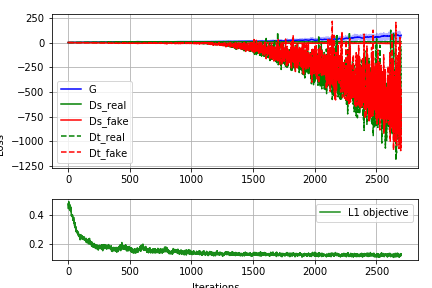 250
0
−250
−500
−750
−1000
−1250
G
Ds_real
Ds_fake
Dt_real
Dt_fake
Loss
0 500 1000 1500 2000 2500
0.4
0.2
L1 objective
0 500 1000 1500 2000 2500
Iterations